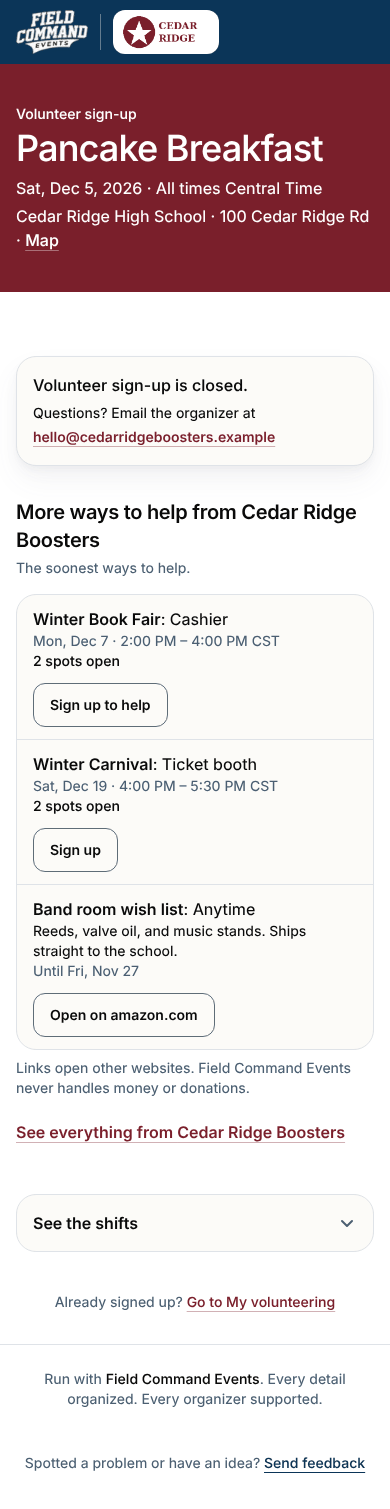 FIELD
COMMAND
EVENTS
CEDAR
RIDGE
Volunteer sign-up
Pancake Breakfast
Sat, Dec 5, 2026 · All times Central Time
Cedar Ridge High School · 100 Cedar Ridge Rd
· Map
Volunteer sign-up is closed.
Questions? Email the organizer at
hello@cedarridgeboosters.example
More ways to help from Cedar Ridge
Boosters
The soonest ways to help.
Winter Book Fair: Cashier
Mon, Dec 7 · 2:00 PM – 4:00 PM CST
2 spots open
Sign up to help
Winter Carnival: Ticket booth
Sat, Dec 19 · 4:00 PM – 5:30 PM CST
2 spots open
Sign up
Band room wish list: Anytime
Reeds, valve oil, and music stands. Ships
straight to the school.
Until Fri, Nov 27
Open on amazon.com
Links open other websites. Field Command Events
never handles money or donations.
See everything from Cedar Ridge Boosters
See the shifts
Already signed up? Go to My volunteering
Run with Field Command Events. Every detail
organized. Every organizer supported.
Spotted a problem or have an idea? Send feedback